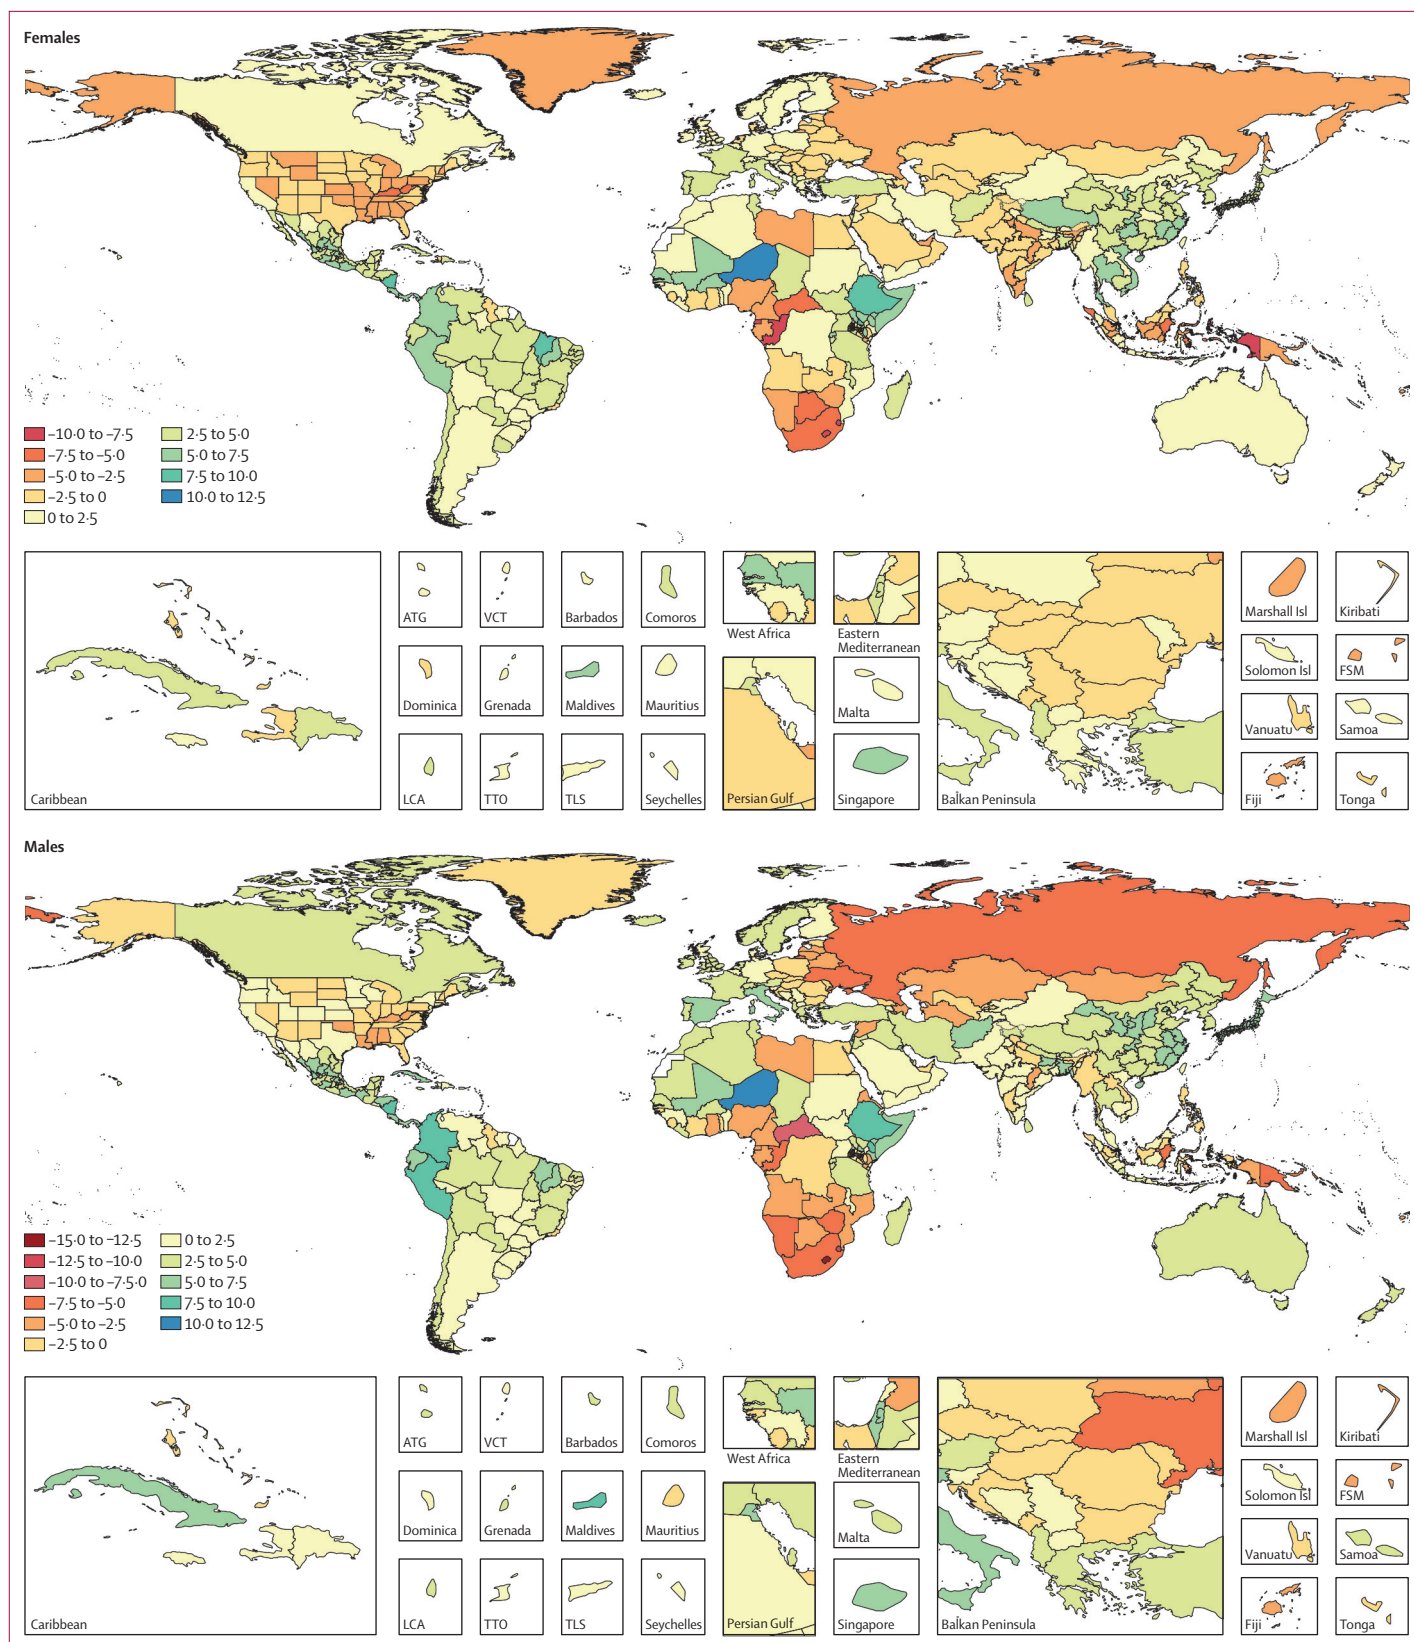 Females
−10·0 to −7·5
−7·5 to −5·0
−5·0 to −2·5
−2·5 to 0
0 to 2·5
2·5 to 5·0
5·0 to 7·5
7·5 to 10·0
10·0 to 12·5
Caribbean
ATG
VCT
Barbados
Comoros
Dominica
Grenada
Maldives
Mauritius
LCA
TTO
TLS
Seychelles
West Africa
Eastern
Mediterranean
Persian Gulf
Malta
Singapore
Balkan Peninsula
Marshall Isl
Kiribati
Solomon Isl
FSM
Vanuatu
Samoa
Fiji
Tonga
Males
−15·0 to −12·5
−12·5 to −10·0
−10·0 to −7·5·0
−7·5 to −5·0
−5·0 to −2·5
−2·5 to 0
0 to 2·5
2·5 to 5·0
5·0 to 7·5
7·5 to 10·0
10·0 to 12·5
Caribbean
ATG
VCT
Barbados
Comoros
Dominica
Grenada
Maldives
Mauritius
LCA
TTO
TLS
Seychelles
West Africa
Eastern
Mediterranean
Persian Gulf
Malta
Singapore
Balkan Peninsula
Marshall Isl
Kiribati
Solomon Isl
FSM
Vanuatu
Samoa
Fiji
Tonga